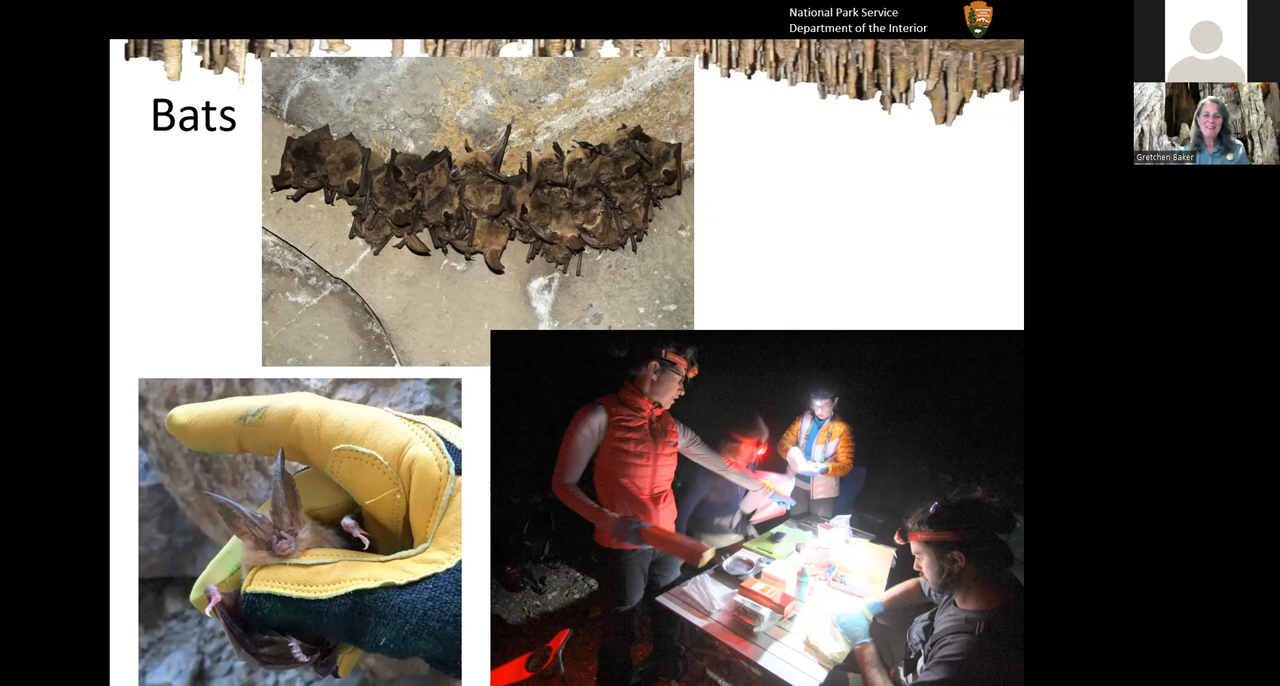 National Park Service
Department of the Interior
Bats
Gretchen Baker